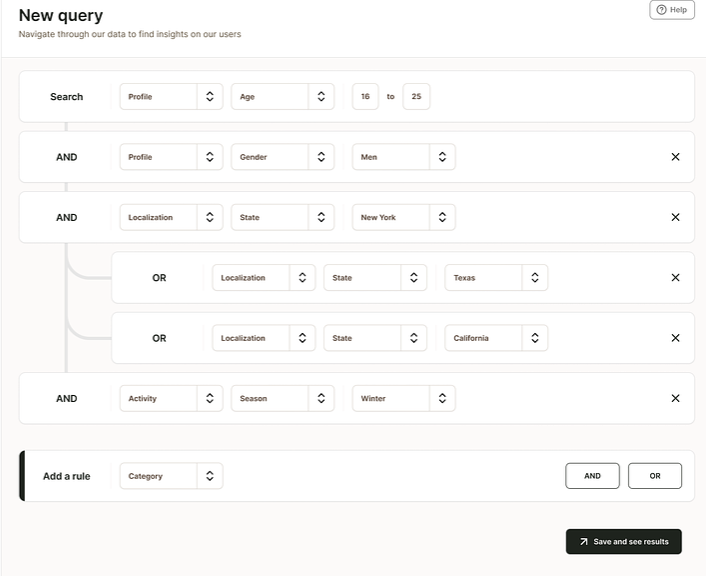 New query
Help
Navigate through our data to find insights on our users
Search Profile Age 16 to 25
AND Profile Gender Men
AND Localization State New York
OR Localization State Texas
OR Localization State California
AND Activity Season Winter
Add a rule Category AND OR
Save and see results